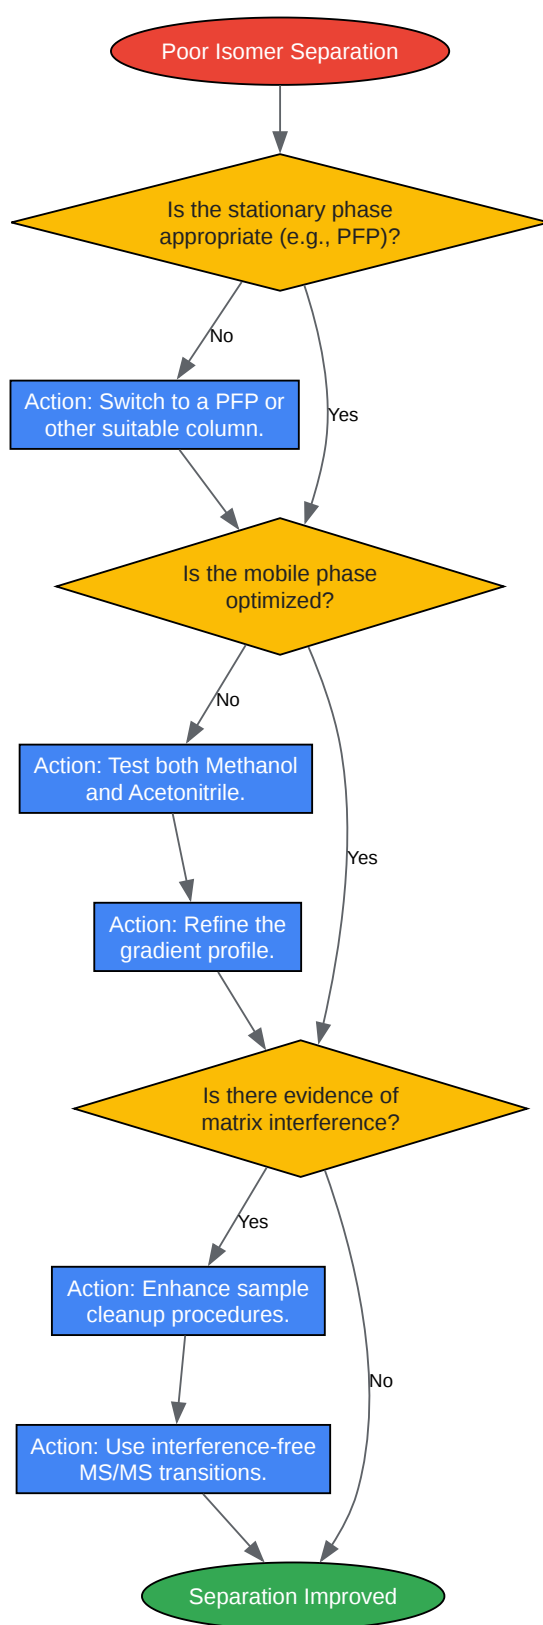 Poor Isomer Separation
Is the stationary phase
appropriate (e.g., PFP)?
No
Action: Switch to a PFP or
other suitable column.
Yes
Is the mobile phase
optimized?
No
Action: Test both Methanol
and Acetonitrile.
Yes
Action: Refine the
gradient profile.
Is there evidence of
matrix interference?
Yes
Action: Enhance sample
cleanup procedures.
No
Action: Use interference-free
MS/MS transitions.
Separation Improved